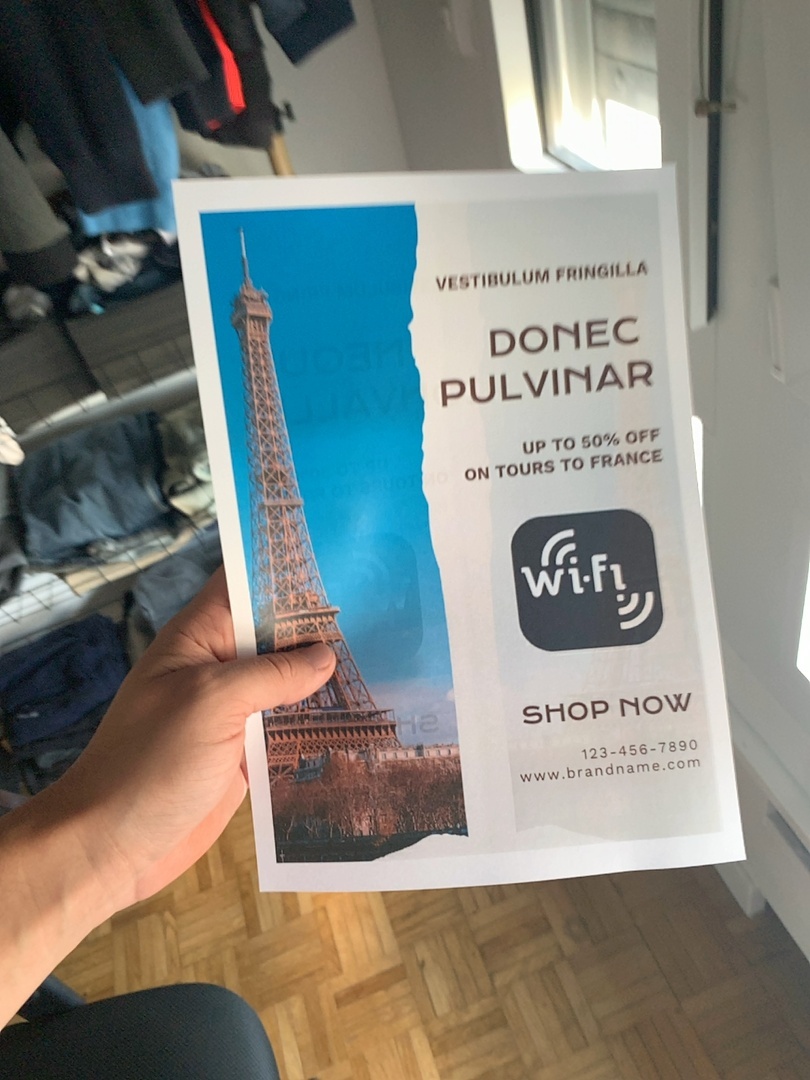 VESTIBULUM FRINGILLA
DONEC
PULVINAR
UP TO 50% OFF
ON TOURS TO FRANCE
Wi-Fi
SHOP NOW
123-456-7890
www.brandname.com